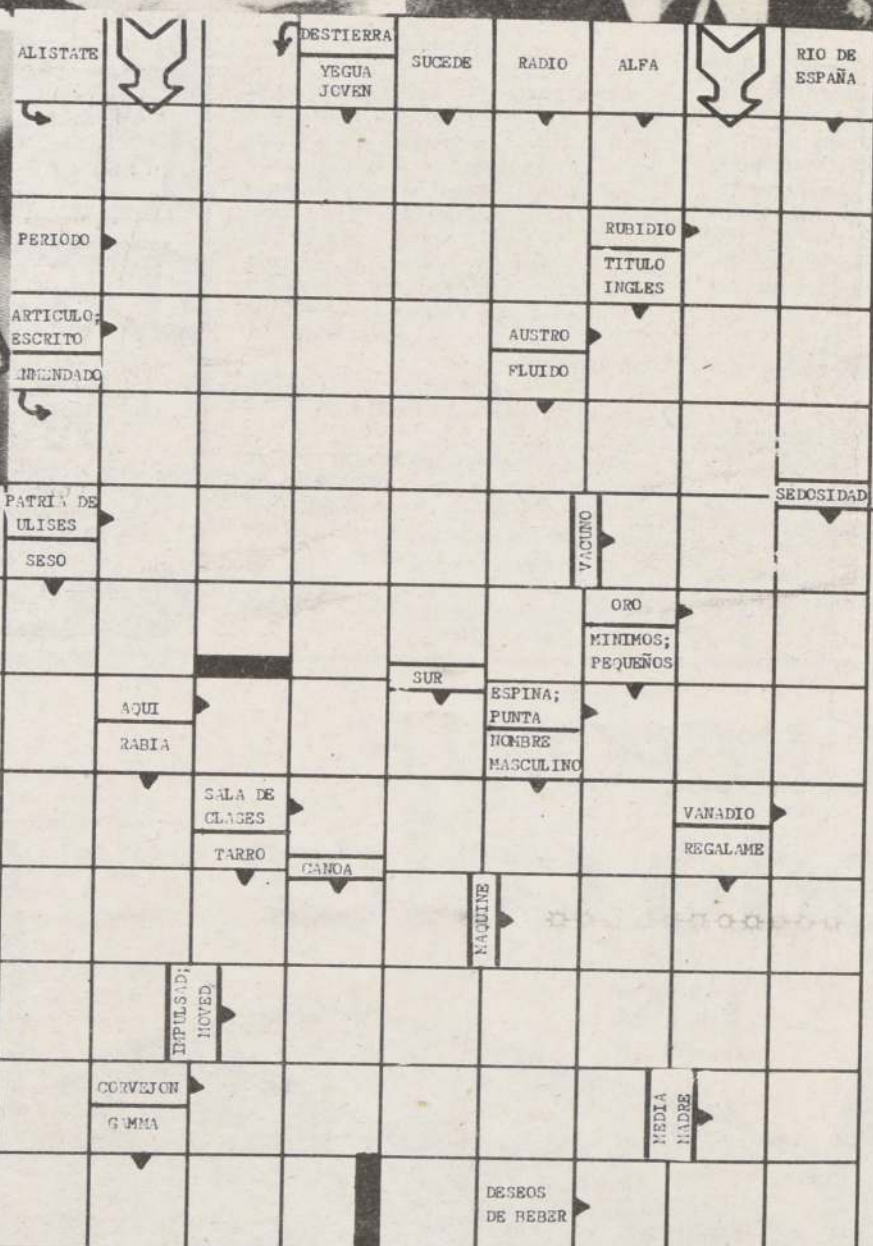 ALISTATE
DESTIERRA
YEGUA
JOVEN
SUCEDE
RADIO
ALFA
RIO DE
ESPAÑA
PERIODO
RUBIDIO
TITULO
INGLES
ARTICULO;
ESCRITO
ENMENDADO
AUSTRO
FLUIDO
PATRIA DE
ULISES
SESO
VACUNO
SEDOSIDAD
ORO
MINIMOS;
PEQUEÑOS
AQUI
RABIA
SUR
ESPINA;
PUNTA
NOMBRE
MASCULINO
SALA DE
CLASES
TARRO
CANOA
VANADIO
REGALAME
MAQUINE
IMPULSAD;
MOVED
CORVEJON
GAMMA
MEDIA
MADRE
DESEOS
DE BEBER